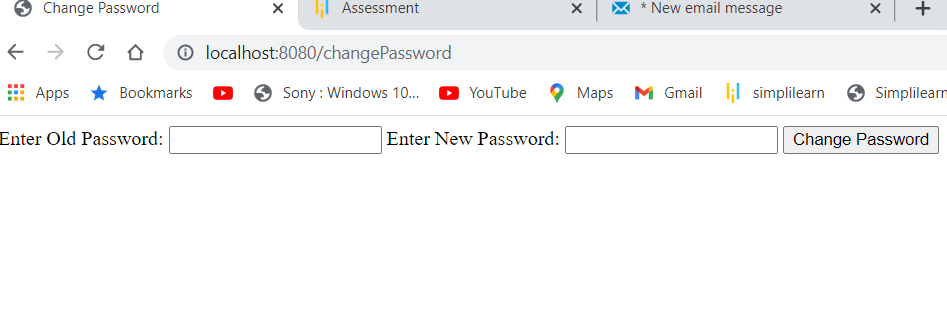 Change Password
Assessment
* New email message
localhost:8080/changePassword
Apps Bookmarks Sony : Windows 10... YouTube Maps Gmail simplilearn Simplilearn
Enter Old Password: Enter New Password: Change Password